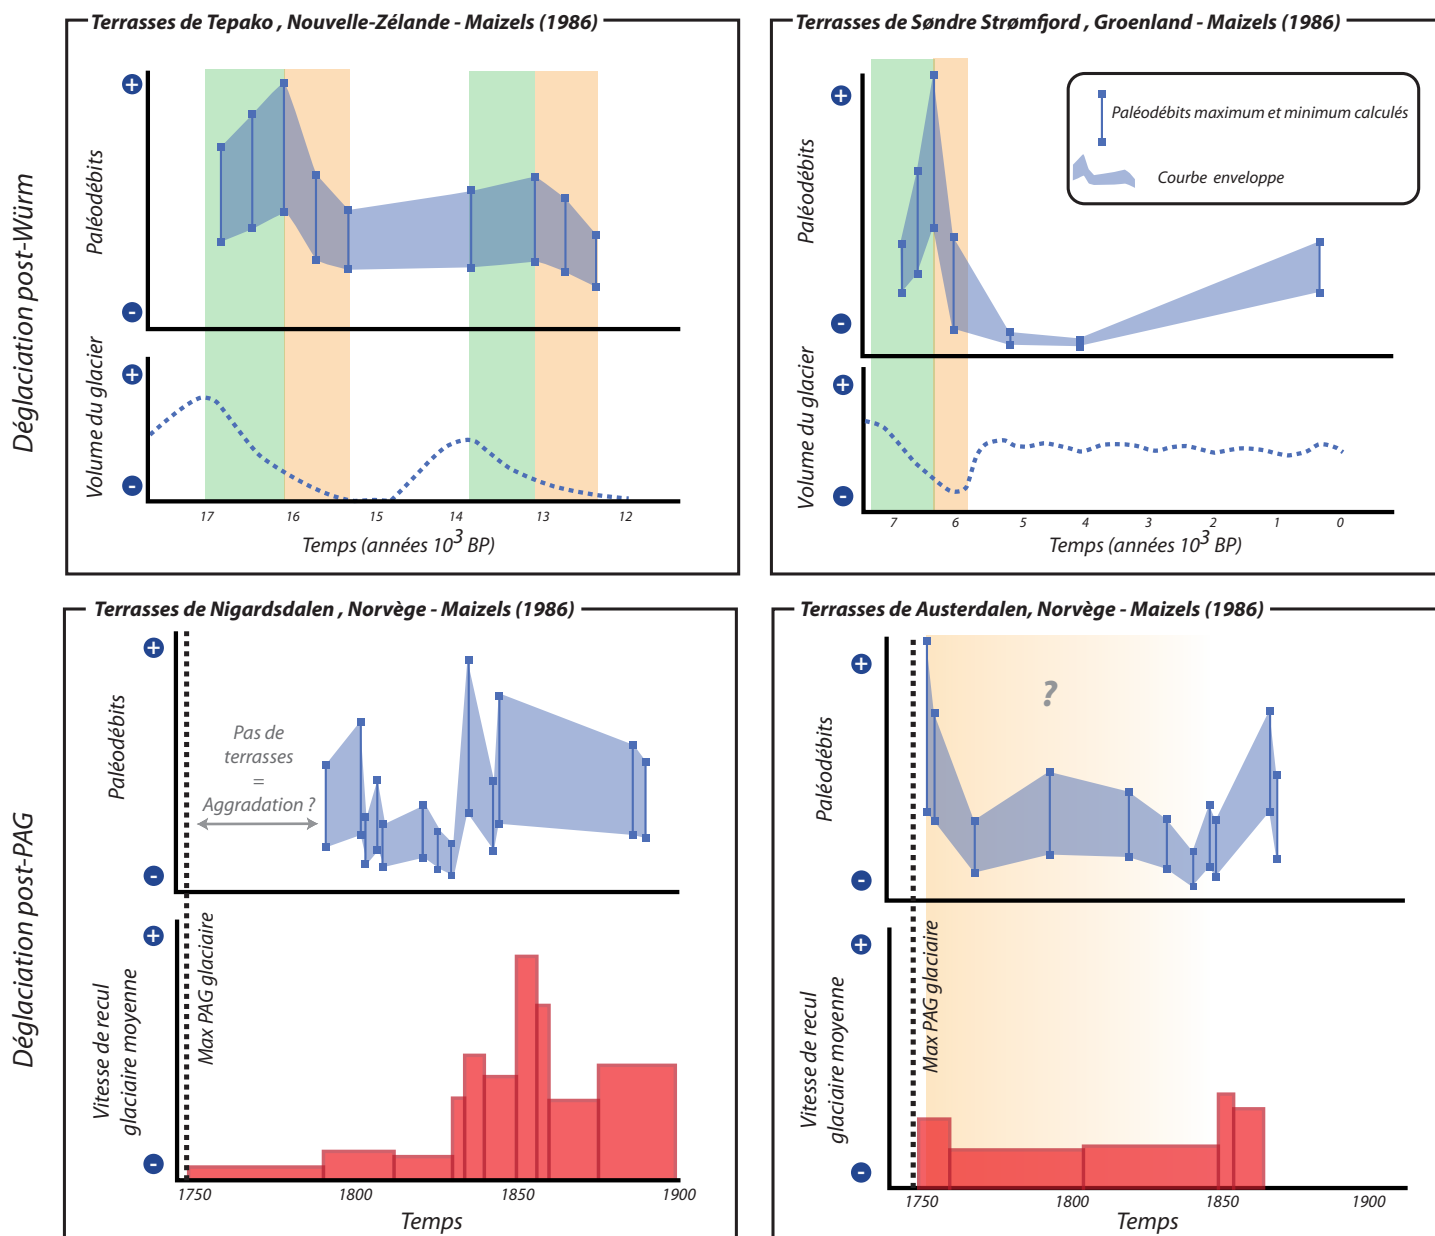 Terrasses de Tepako , Nouvelle-Zélande - Maizels (1986)
Déglaciation post-Würm
Paléodébits
+
-
Volume du glacier
+
-
17 16 15 14 13 12
Temps (années 10³ BP)
Terrasses de Søndre Strømfjord , Groenland - Maizels (1986)
Paléodébits
+
-
Paléodébits maximum et minimum calculés
Courbe enveloppe
Volume du glacier
+
-
7 6 5 4 3 2 1 0
Temps (années 10³ BP)
Déglaciation post-PAG
Terrasses de Nigardsdalen , Norvège - Maizels (1986)
Paléodébits
+
-
Pas de
terrasses
=
Aggradation ?
Vitesse de recul
glaciaire moyenne
+
-
Max PAG glaciaire
1750 1800 1850 1900
Temps
Terrasses de Austerdalen, Norvège - Maizels (1986)
Paléodébits
+
-
?
Vitesse de recul
glaciaire moyenne
+
-
Max PAG glaciaire
1750 1800 1850 1900
Temps